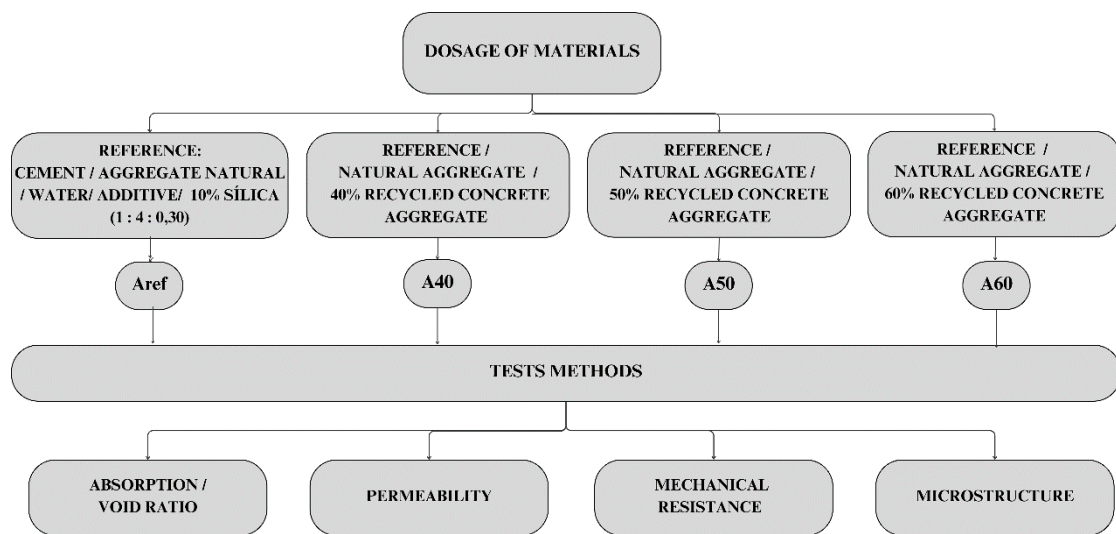 DOSAGE OF MATERIALS
REFERENCE:
CEMENT / AGGREGATE NATURAL
/ WATER/ ADDITIVE/ 10% SÍLICA
(1 : 4 : 0,30)
REFERENCE /
NATURAL AGGREGATE /
40% RECYCLED CONCRETE
AGGREGATE
REFERENCE /
NATURAL AGGREGATE /
50% RECYCLED CONCRETE
AGGREGATE
REFERENCE /
NATURAL AGGREGATE /
60% RECYCLED CONCRETE
AGGREGATE
Aref
A40
A50
A60
TESTS METHODS
ABSORPTION /
VOID RATIO
PERMEABILITY
MECHANICAL
RESISTANCE
MICROSTRUCTURE